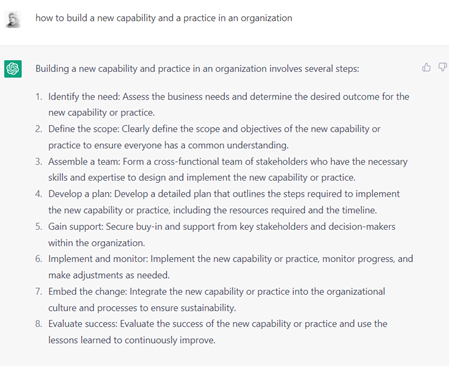 how to build a new capability and a practice in an organization
Building a new capability and practice in an organization involves several steps:
1. Identify the need: Assess the business needs and determine the desired outcome for the
new capability or practice.
2. Define the scope: Clearly define the scope and objectives of the new capability or
practice to ensure everyone has a common understanding.
3. Assemble a team: Form a cross-functional team of stakeholders who have the necessary
skills and expertise to design and implement the new capability or practice.
4. Develop a plan: Develop a detailed plan that outlines the steps required to implement
the new capability or practice, including the resources required and the timeline.
5. Gain support: Secure buy-in and support from key stakeholders and decision-makers
within the organization.
6. Implement and monitor: Implement the new capability or practice, monitor progress, and
make adjustments as needed.
7. Embed the change: Integrate the new capability or practice into the organizational
culture and processes to ensure sustainability.
8. Evaluate success: Evaluate the success of the new capability or practice and use the
lessons learned to continuously improve.